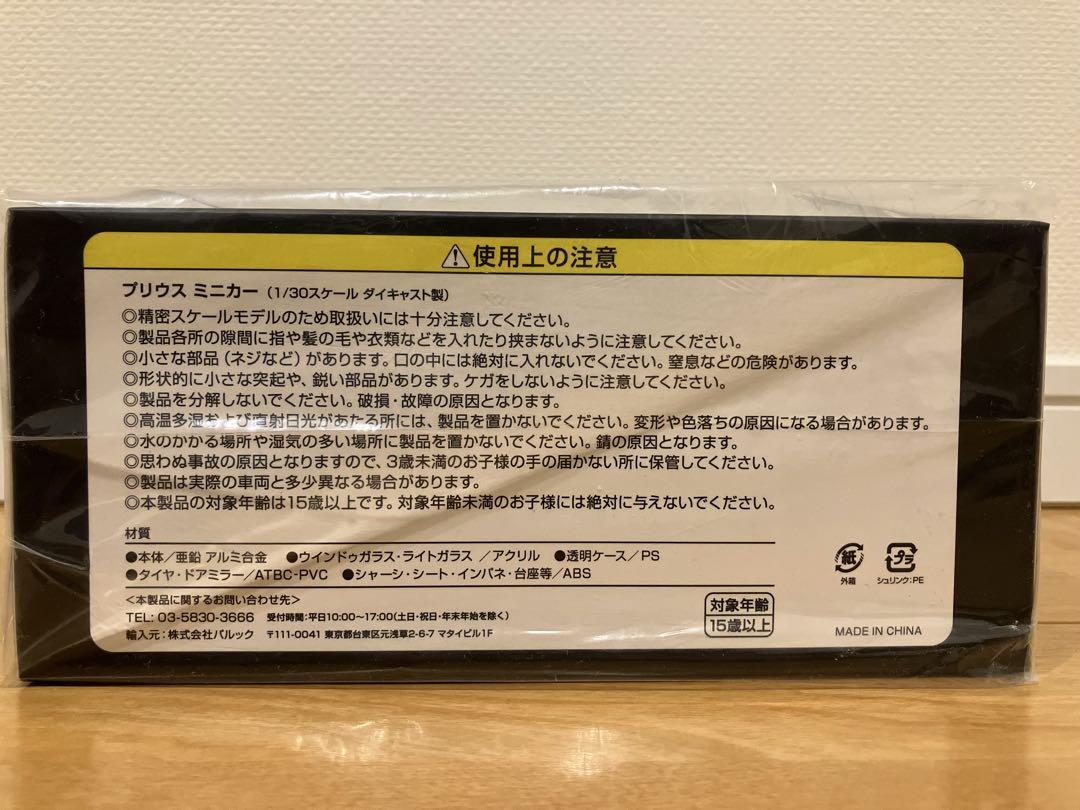 ⚠使用上の注意
プリウス ミニカー（1/30スケール ダイキャスト製）
◎精密スケールモデルのため取扱いには十分注意してください。
◎製品各所の隙間に指や髪の毛や衣類などを入れたり挟まないように注意してください。
◎小さな部品（ネジなど）があります。口の中には絶対に入れないでください。窒息などの危険があります。
◎形状的に小さな突起や、鋭い部品があります。ケガをしないように注意してください。
◎製品を分解しないでください。破損・故障の原因となります。
◎高温多湿および直射日光があたる所には、製品を置かないでください。変形や色落ちの原因になる場合があります。
◎水のかかる場所や湿気の多い場所に製品を置かないでください。錆の原因となります。
◎思わぬ事故の原因となりますので、3歳未満のお子様の手の届かない所に保管してください。
◎製品は実際の車両と多少異なる場合があります。
◎本製品の対象年齢は15歳以上です。対象年齢未満のお子様には絶対に与えないでください。
材質
●本体／亜鉛 アルミ合金 ●ウインドゥガラス・ライトガラス ／アクリル ●透明ケース／PS
●タイヤ・ドアミラー／ATBC-PVC ●シャーシ・シート・インパネ・台座等／ABS
＜本製品に関するお問い合わせ先＞
TEL: 03-5830-3666 受付時間：平日10:00〜17:00（土日・祝日・年末年始を除く）
輸入元：株式会社バルック 〒111-0041 東京都台東区元浅草2-6-7 マタイビル1F
紙
外箱
プラ
シュリンク：PE
対象年齢
15歳以上
MADE IN CHINA